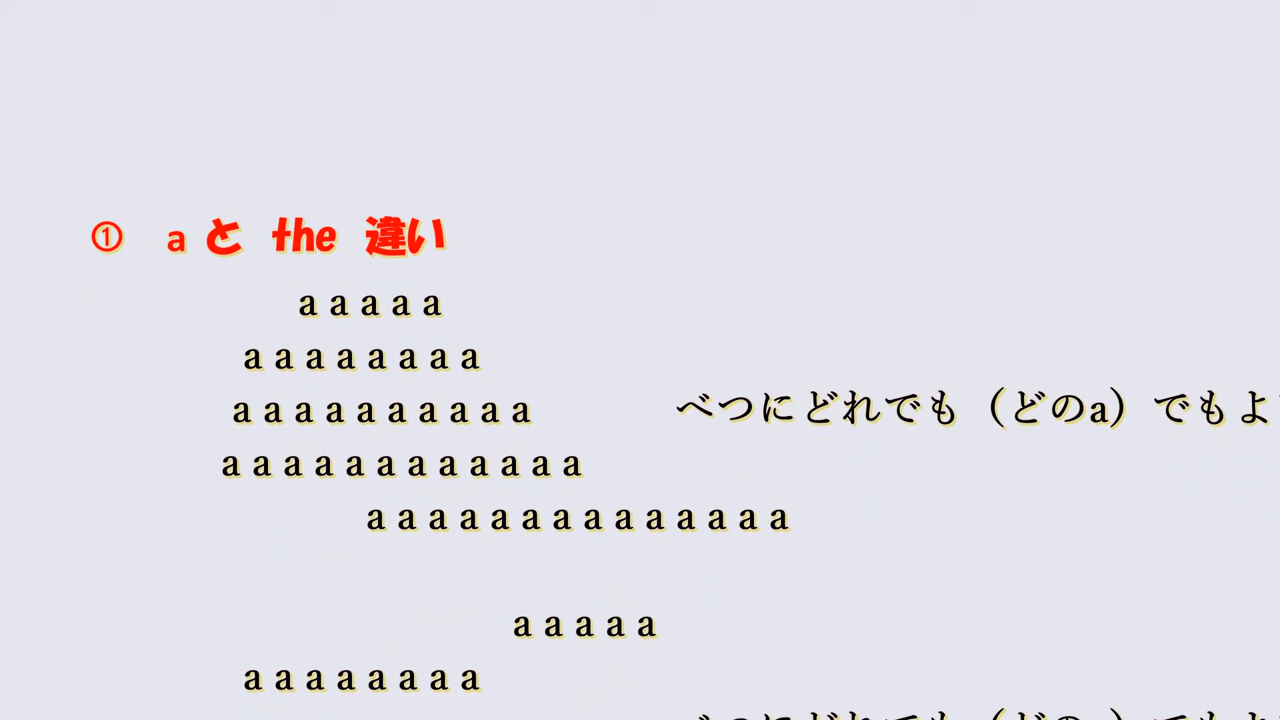 ① a と the 違い
a a a a a
a a a a a a a a
a a a a a a a a a a
べつにどれでも（どのa）でもよ
a a a a a a a a a a a a
a a a a a a a a a a a a a a
a a a a a
a a a a a a a a